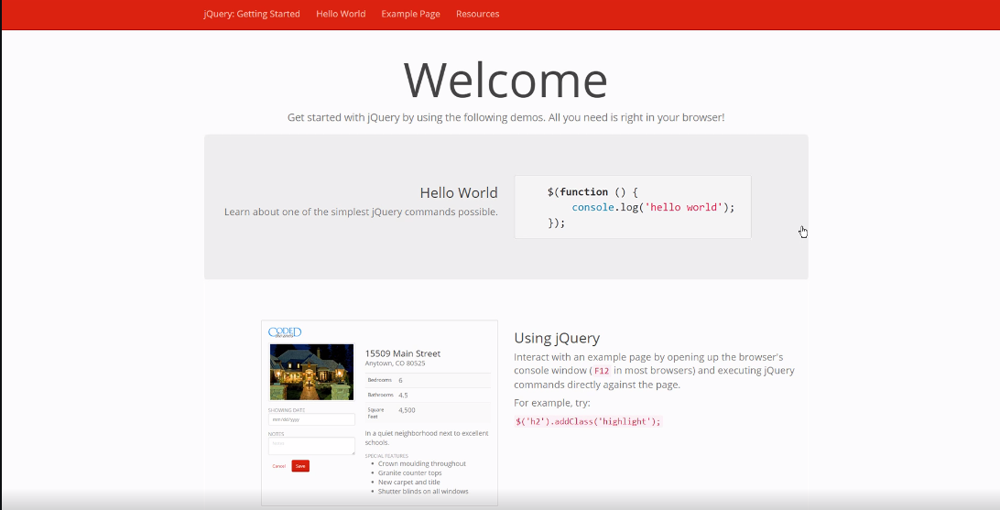 jQuery: Getting Started Hello World Example Page Resources
Welcome
Get started with jQuery by using the following demos. All you need is right in your browser!
Hello World
Learn about one of the simplest jQuery commands possible.
$(function () {
console.log('hello world');
});
CODED
15509 Main Street
Anytown, CO 80525
Bedrooms 6
Bathrooms 4.5
Square
Feet
4,500
SHOWING DATE
mm/dd/yyyy
NOTES
Notes
Cancel Save
In a quiet neighborhood next to excellent
schools.
SPECIAL FEATURES
• Crown moulding throughout
• Granite counter tops
• New carpet and title
• Shutter blinds on all windows
Using jQuery
Interact with an example page by opening up the browser's
console window (F12 in most browsers) and executing jQuery
commands directly against the page.
For example, try:
$('h2').addClass('highlight');